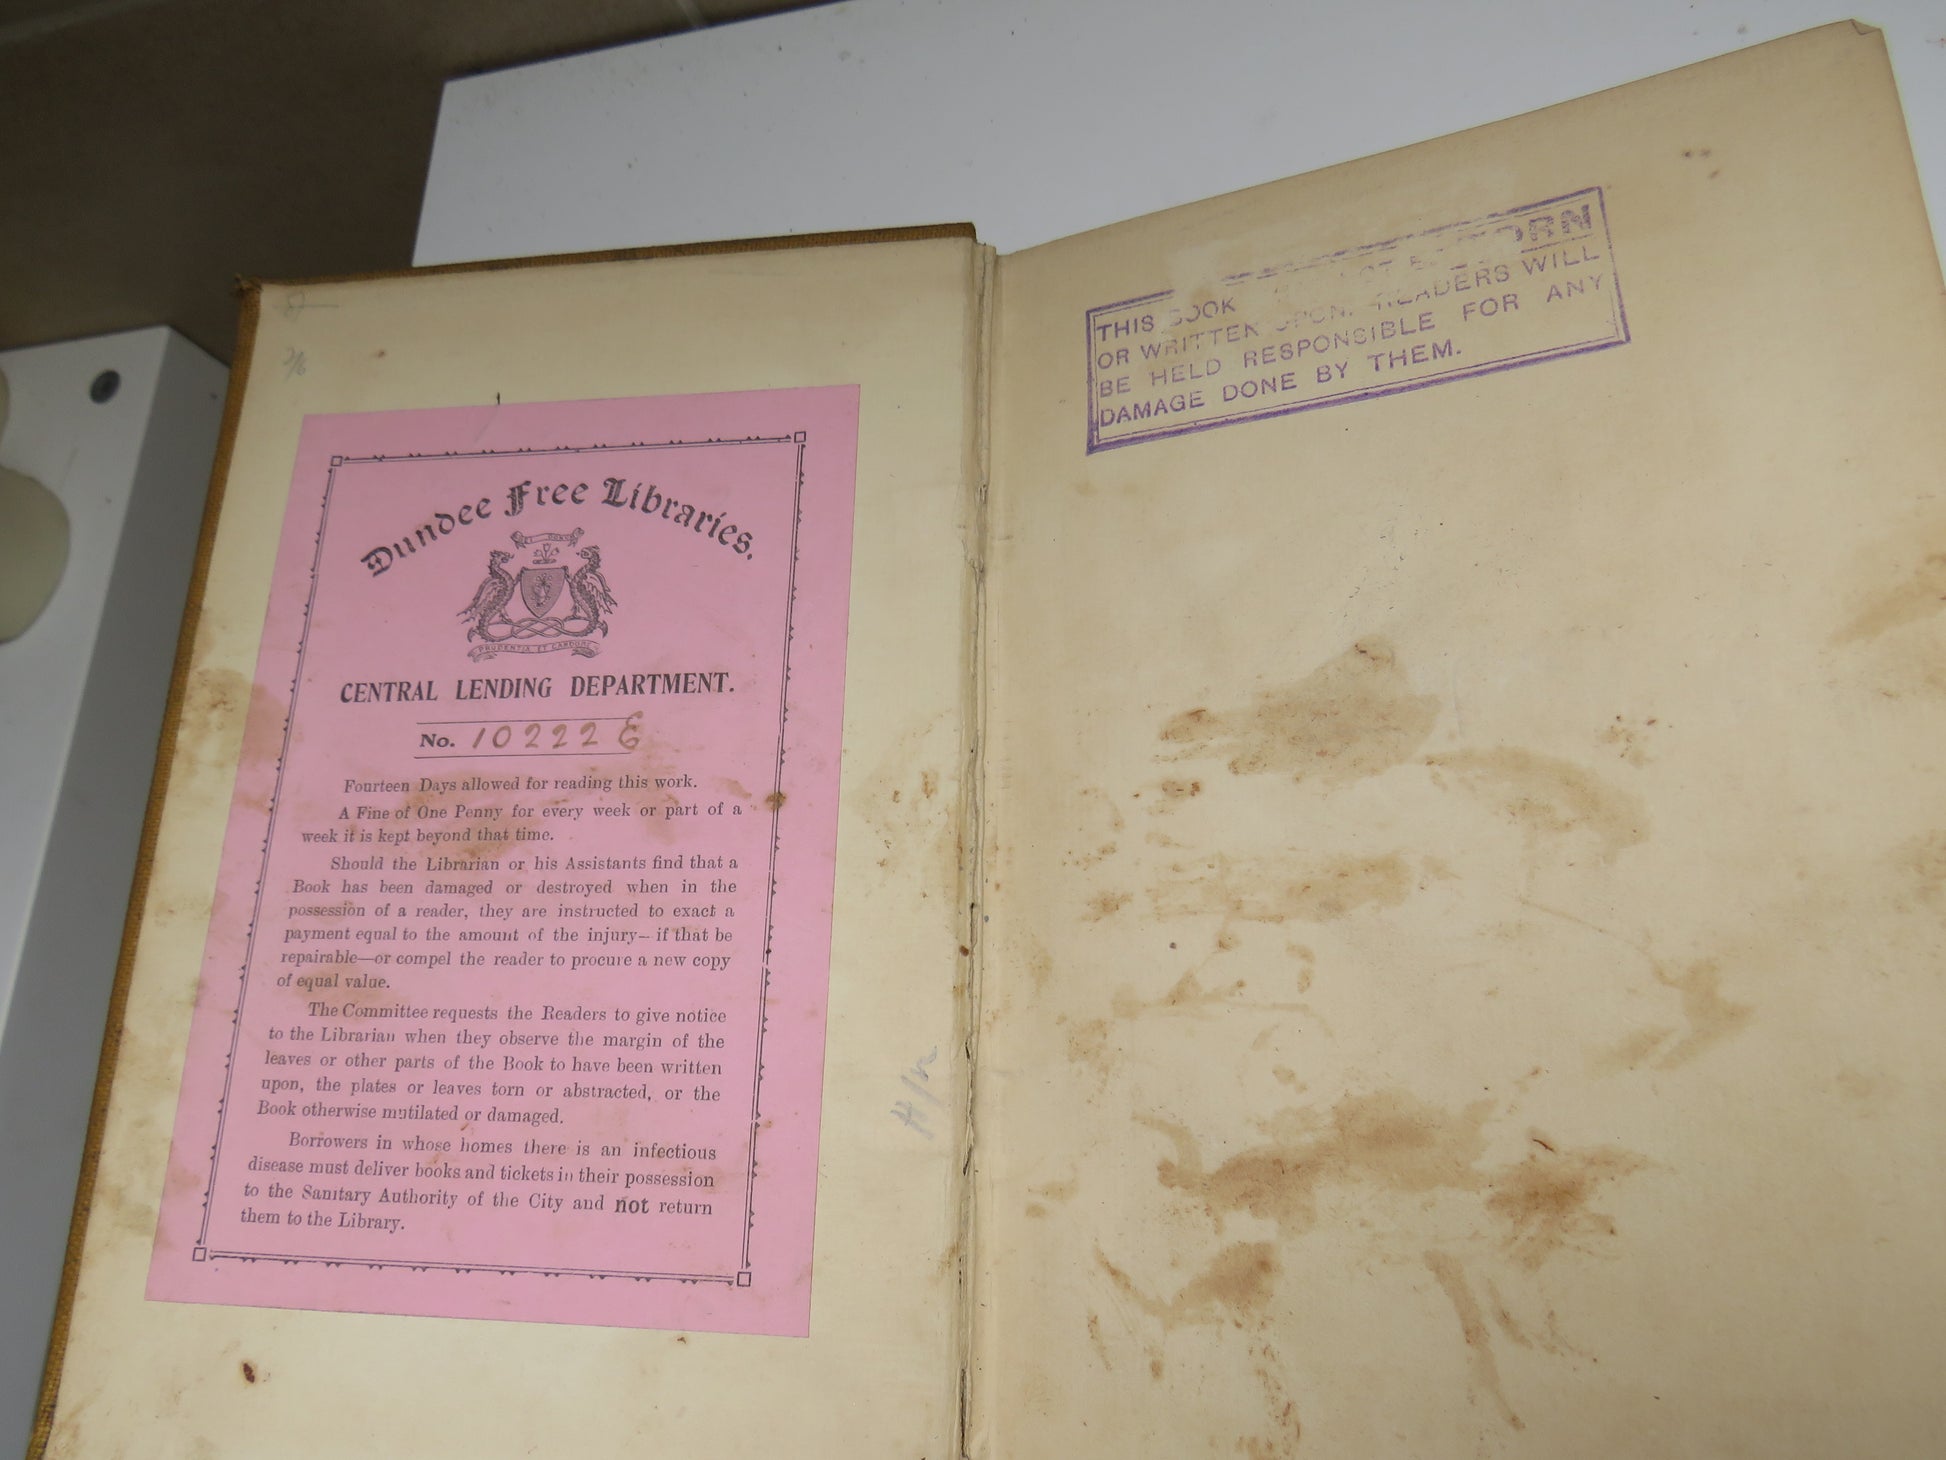 Dundee Free Libraries.
PRUDENTIA ET CANDORE
CENTRAL LENDING DEPARTMENT.
No. 10222 E
Fourteen Days allowed for reading this work.
A Fine of One Penny for every week or part of a
week it is kept beyond that time.
Should the Librarian or his Assistants find that a
Book has been damaged or destroyed when in the
possession of a reader, they are instructed to exact a
payment equal to the amount of the injury—if that be
repairable—or compel the reader to procure a new copy
of equal value.
The Committee requests the Readers to give notice
to the Librarian when they observe the margin of the
leaves or other parts of the Book to have been written
upon, the plates or leaves torn or abstracted, or the
Book otherwise mutilated or damaged.
Borrowers in whose homes there is an infectious
disease must deliver books and tickets in their possession
to the Sanitary Authority of the City and not return
them to the Library.
THIS BOOK TORN
OR WRITTEN UPON. READERS WILL
BE HELD RESPONSIBLE FOR ANY
DAMAGE DONE BY THEM.